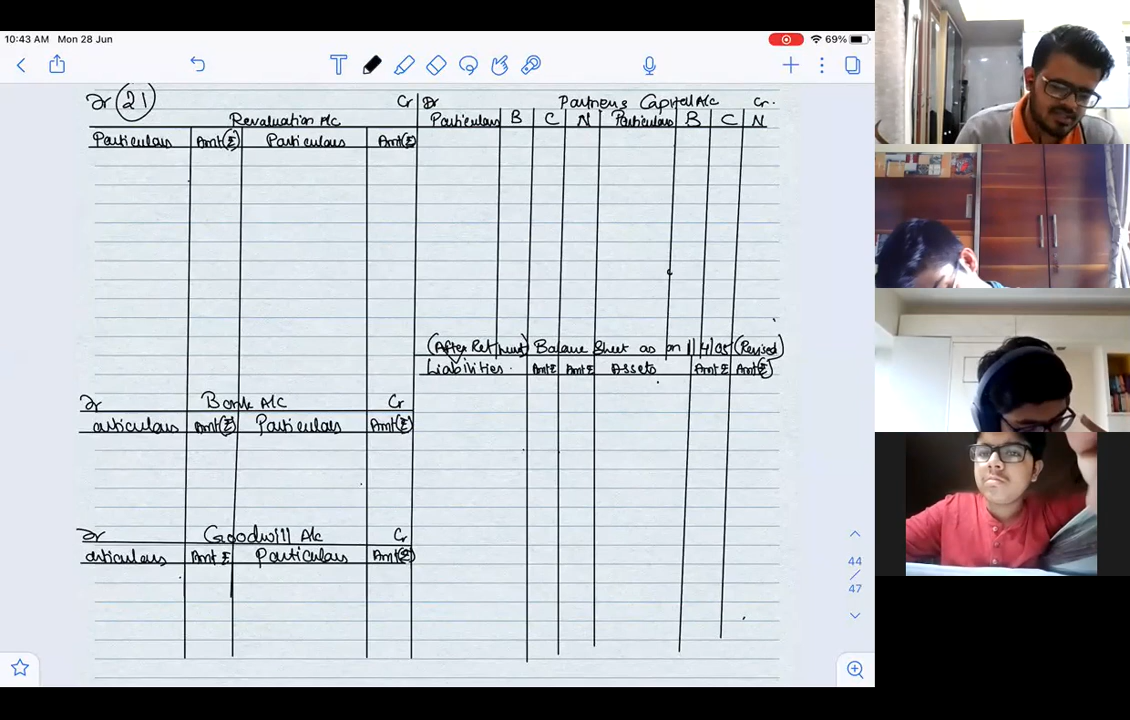 10:43 AM Mon 28 Jun
69%
T
Dr (21) Cr
Revaluation A/c
Particulars Amt(₹) Particulars Amt(₹)
Dr Partners Capital A/c Cr.
Particulars B C N Particulars B C N
(After Retirement) Balance Sheet as on 1/4/05 (Revised)
Liabilities. Amt ₹ Amt ₹ Assets Amt ₹ Amt ₹
Dr Bank A/c Cr
articulars Amt(₹) Particulars Amt(₹)
Dr Goodwill A/c Cr
articulars Amt ₹ Particulars Amt(₹)
44
/
47